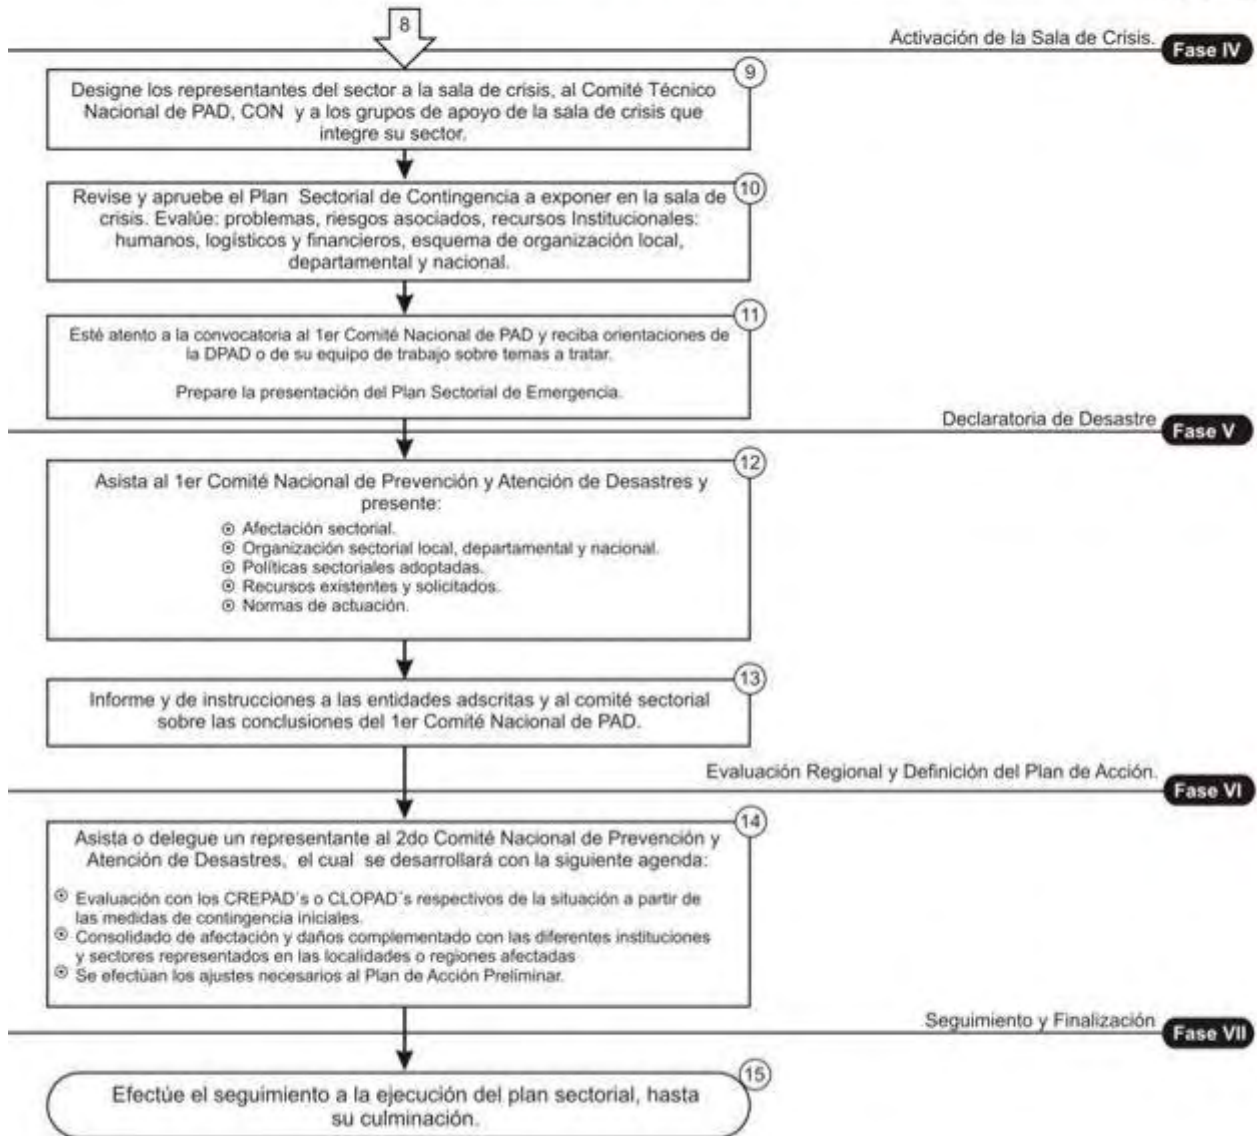 8
Activación de la Sala de Crisis.
Fase IV
9
Designe los representantes del sector a la sala de crisis, al Comité Técnico
Nacional de PAD, CON y a los grupos de apoyo de la sala de crisis que
integre su sector.
10
Revise y apruebe el Plan Sectorial de Contingencia a exponer en la sala de
crisis. Evalúe: problemas, riesgos asociados, recursos Institucionales:
humanos, logísticos y financieros, esquema de organización local,
departamental y nacional.
11
Esté atento a la convocatoria al 1er Comité Nacional de PAD y reciba orientaciones de
la DPAD o de su equipo de trabajo sobre temas a tratar.
Prepare la presentación del Plan Sectorial de Emergencia.
Declaratoria de Desastre
Fase V
12
Asista al 1er Comité Nacional de Prevención y Atención de Desastres y
presente:
Afectación sectorial.
Organización sectorial local, departamental y nacional.
Políticas sectoriales adoptadas.
Recursos existentes y solicitados.
Normas de actuación.
13
Informe y de instrucciones a las entidades adscritas y al comité sectorial
sobre las conclusiones del 1er Comité Nacional de PAD.
Evaluación Regional y Definición del Plan de Acción.
Fase VI
14
Asista o delegue un representante al 2do Comité Nacional de Prevención y
Atención de Desastres, el cual se desarrollará con la siguiente agenda:
Evaluación con los CREPAD´s o CLOPAD´s respectivos de la situación a partir de
las medidas de contingencia iniciales.
Consolidado de afectación y daños complementado con las diferentes instituciones
y sectores representados en las localidades o regiones afectadas
Se efectúan los ajustes necesarios al Plan de Acción Preliminar.
Seguimiento y Finalización
Fase VII
15
Efectúe el seguimiento a la ejecución del plan sectorial, hasta
su culminación.